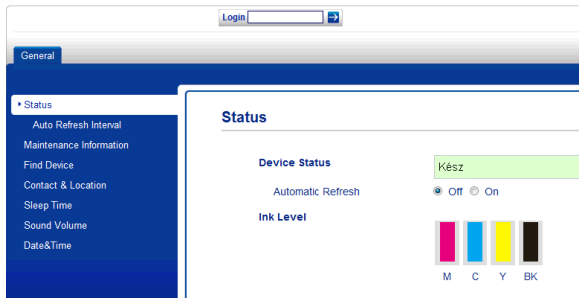 Login
General
Status
Auto Refresh Interval
Maintenance Information
Find Device
Contact & Location
Sleep Time
Sound Volume
Date&Time
Status
Device Status
Kész
Automatic Refresh
Off On
Ink Level
M C Y BK